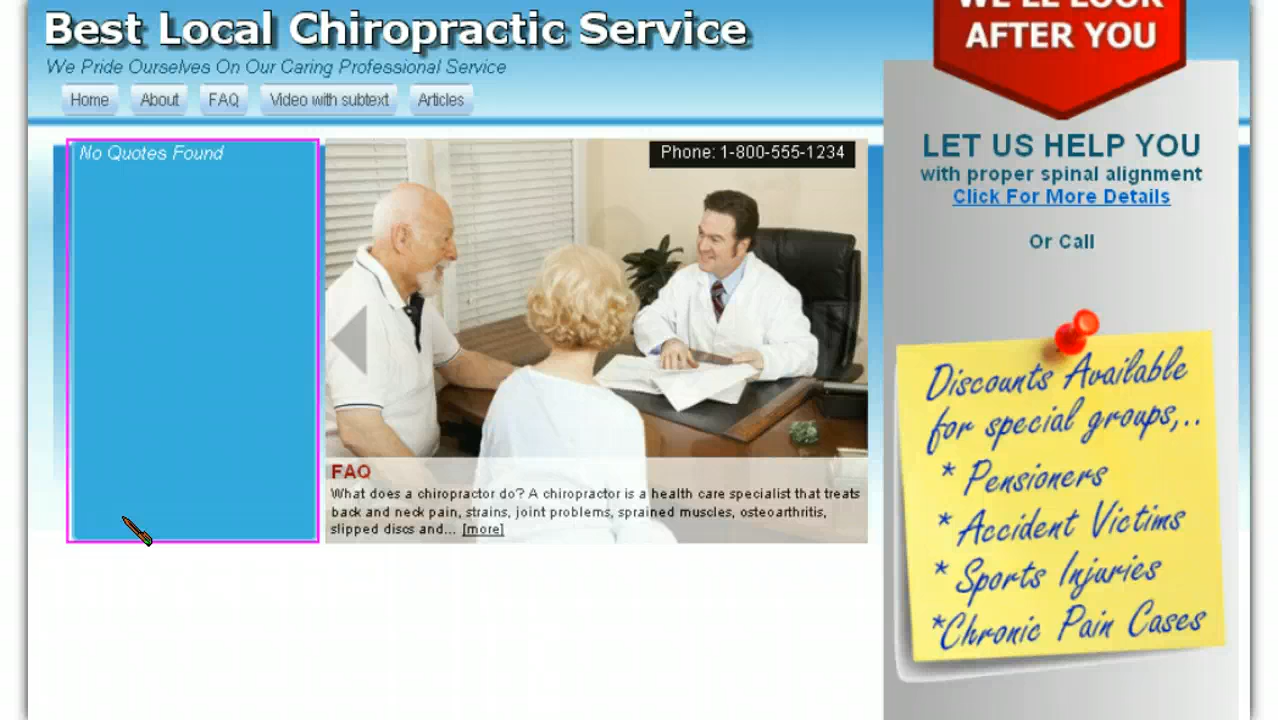 Best Local Chiropractic Service
We Pride Ourselves On Our Caring Professional Service
Home About FAQ Video with subtext Articles
No Quotes Found
Phone: 1-800-555-1234
FAQ
What does a chiropractor do? A chiropractor is a health care specialist that treats
back and neck pain, strains, joint problems, sprained muscles, osteoarthritis,
slipped discs and... [more]
WE'LL LOOK
AFTER YOU
LET US HELP YOU
with proper spinal alignment
Click For More Details
Or Call
Discounts Available
for special groups,..
* Pensioners
* Accident Victims
* Sports Injuries
*Chronic Pain Cases